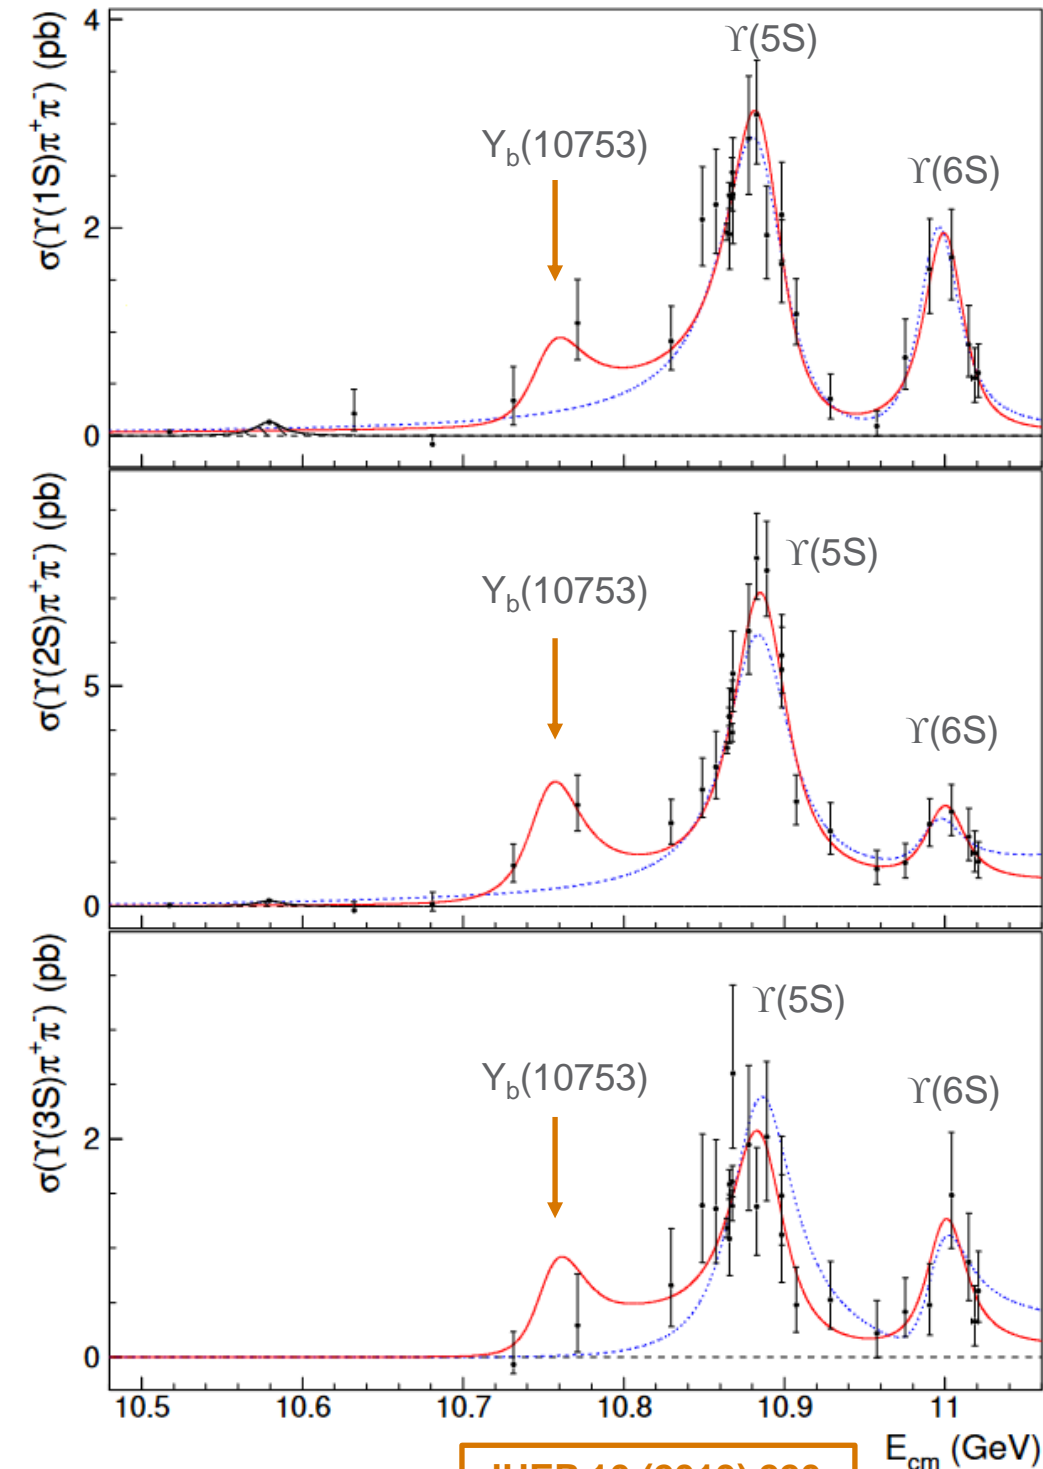 4
σ(ϒ(1S)π⁺π⁻) (pb)
ϒ(5S)
Y_b(10753)
ϒ(6S)
2
0
σ(ϒ(2S)π⁺π⁻) (pb)
ϒ(5S)
Y_b(10753)
5
ϒ(6S)
0
σ(ϒ(3S)π⁺π⁻) (pb)
ϒ(5S)
Y_b(10753)
ϒ(6S)
2
0
10.5 10.6 10.7 10.8 10.9 11
E_cm (GeV)